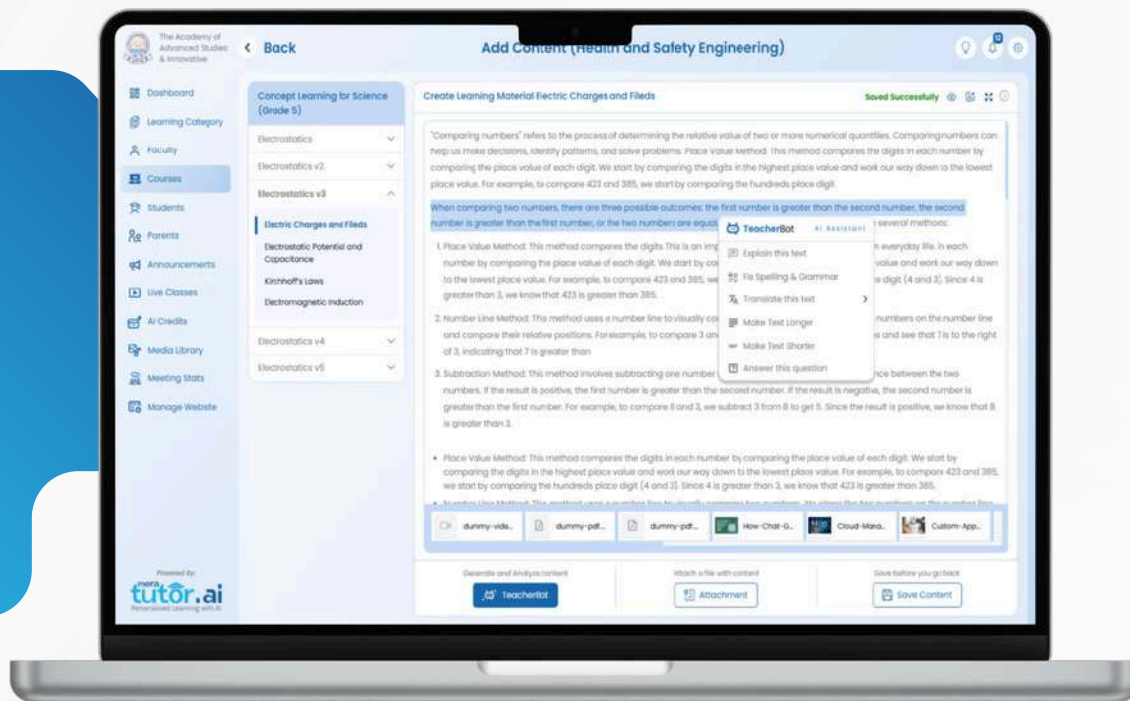 The Academy of
Advanced Studies
& Innovative
Back
Add Content (Health and Safety Engineering)
Dashboard
Learning Category
Faculty
Courses
Students
Parents
Announcements
Live Classes
AI Credits
Media Library
Meeting Stats
Manage Website
Powered by
mera
tutor.ai
Personalised Learning with AI
Concept Learning for Science
(Grade 5)
Electrostatics
Electrostatics v2
Electrostatics v3
Electric Charges and Fileds
Electrostatic Potential and
Capacitance
Kirchhoff's Laws
Electromagnetic Induction
Electrostatics v4
Electrostatics v5
Create Learning Material Electric Charges and Fileds
Saved Successfully
"Comparing numbers" refers to the process of determining the relative value of two or more numerical quantities. Comparing numbers can
help us make decisions, identify patterns, and solve problems. Place Value Method: This method compares the digits in each number by
comparing the place value of each digit. We start by comparing the digits in the highest place value and work our way down to the lowest
place value. For example, to compare 423 and 385, we start by comparing the hundreds place digit.
When comparing two numbers, there are three possible outcomes: the first number is greater than the second number, the second
number is greater than the first number, or the two numbers are equal several methods:
1. Place Value Method: This method compares the digits This is an imp everyday life. in each
number by comparing the place value of each digit. We start by co value and work our way down
to the lowest place value. For example, to compare 423 and 385, we digit (4 and 3). Since 4 is
greater than 3, we know that 423 is greater than 385.
2. Number Line Method: This method uses a number line to visually co numbers on the number line
and compare their relative positions. For example, to compare 3 an and see that 7 is to the right
of 3, indicating that 7 is greater than
3. Subtraction Method: This method involves subtracting one number nce between the two
numbers. If the result is positive, the first number is greater than the second number. If the result is negative, the second number is
greater than the first number. For example, to compare 8 and 3, we subtract 3 from 8 to get 5. Since the result is positive, we know that 8
is greater than 3.
• Place Value Method: This method compares the digits in each number by comparing the place value of each digit. We start by
comparing the digits in the highest place value and work our way down to the lowest place value. For example, to compare 423 and 385,
we start by comparing the hundreds place digit (4 and 3). Since 4 is greater than 3, we know that 423 is greater than 385.
TeacherBot AI Assistant
Explain this text
Fix Spelling & Grammar
Translate this text
Make Text Longer
Make Text Shorter
Answer this question
dummy-vide..
dummy-pdf..
dummy-pdf..
How-Chat-G..
Cloud-Mana..
Custom-App..
Generate and Analyze content
TeacherBot
Attach a file with content
Attachment
Save before you go back
Save Content